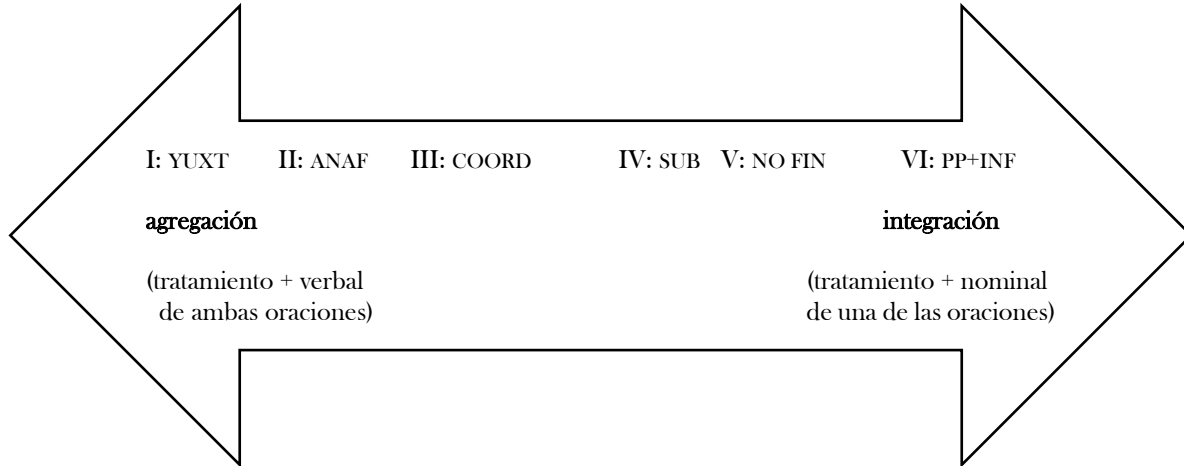 I: YUXT II: ANAF III: COORD IV: SUB V: NO FIN VI: PP+INF
agregación integración
(tratamiento + verbal (tratamiento + nominal
de ambas oraciones) de una de las oraciones)